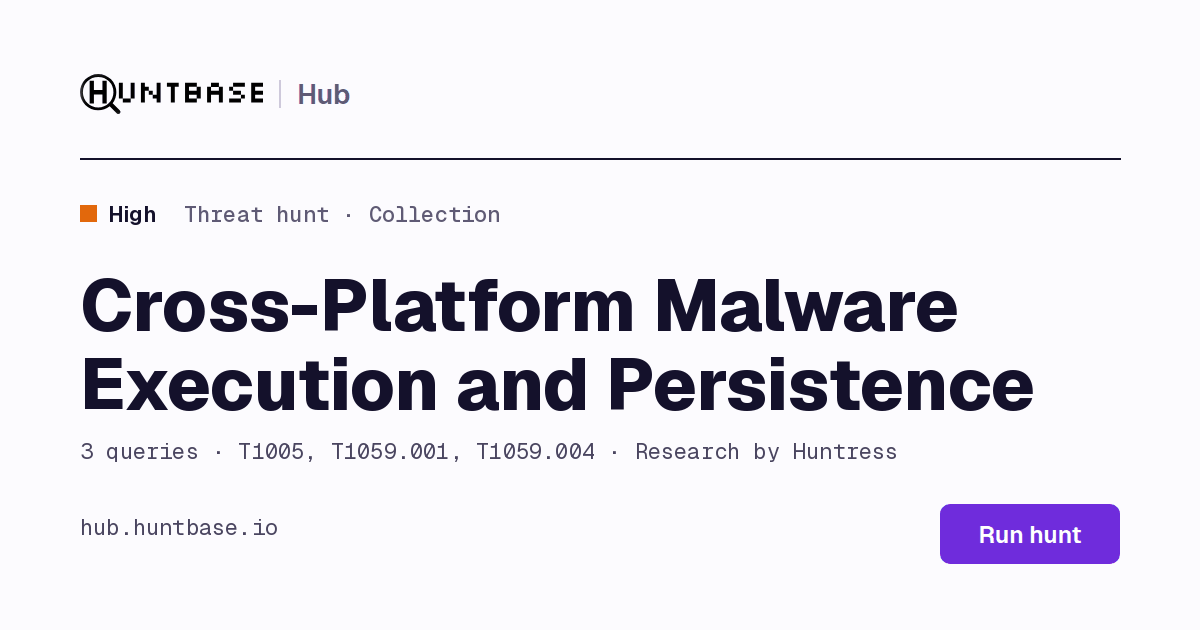 HUNTBASE Hub
High Threat hunt · Collection
Cross-Platform Malware
Execution and Persistence
3 queries · T1005, T1059.001, T1059.004 · Research by Huntress
hub.huntbase.io
Run hunt